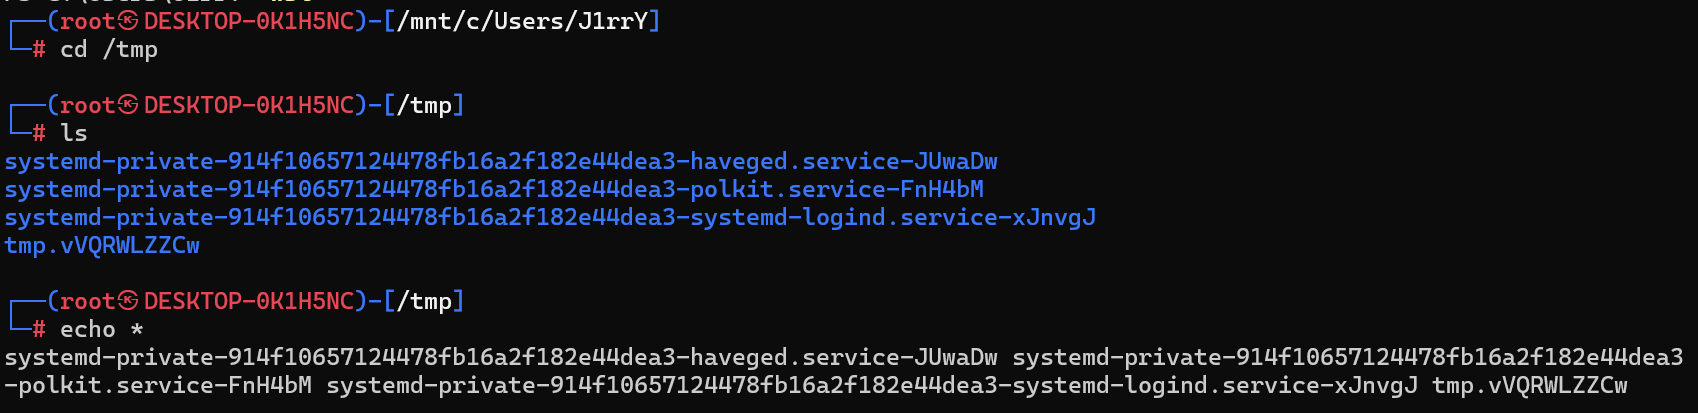 ┌──(root㉿DESKTOP-0K1H5NC)-[/mnt/c/Users/J1rrY]
└─# cd /tmp
┌──(root㉿DESKTOP-0K1H5NC)-[/tmp]
└─# ls
systemd-private-914f10657124478fb16a2f182e44dea3-haveged.service-JUwaDw
systemd-private-914f10657124478fb16a2f182e44dea3-polkit.service-FnH4bM
systemd-private-914f10657124478fb16a2f182e44dea3-systemd-logind.service-xJnvgJ
tmp.vVQRWLZZCw
┌──(root㉿DESKTOP-0K1H5NC)-[/tmp]
└─# echo *
systemd-private-914f10657124478fb16a2f182e44dea3-haveged.service-JUwaDw systemd-private-914f10657124478fb16a2f182e44dea3
-polkit.service-FnH4bM systemd-private-914f10657124478fb16a2f182e44dea3-systemd-logind.service-xJnvgJ tmp.vVQRWLZZCw